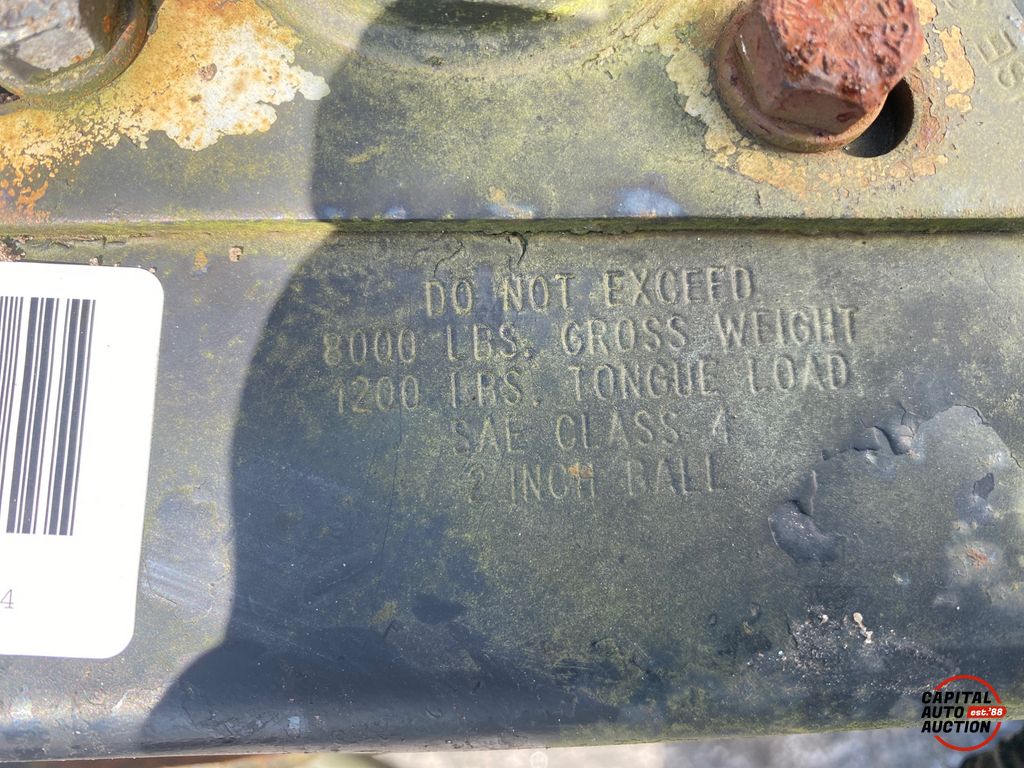 DO NOT EXCEED
8000 LBS. GROSS WEIGHT
1200 LBS. TONGUE LOAD
SAE CLASS 4
2 INCH BALL
4
CAPITAL
AUTO est.'88
AUCTION